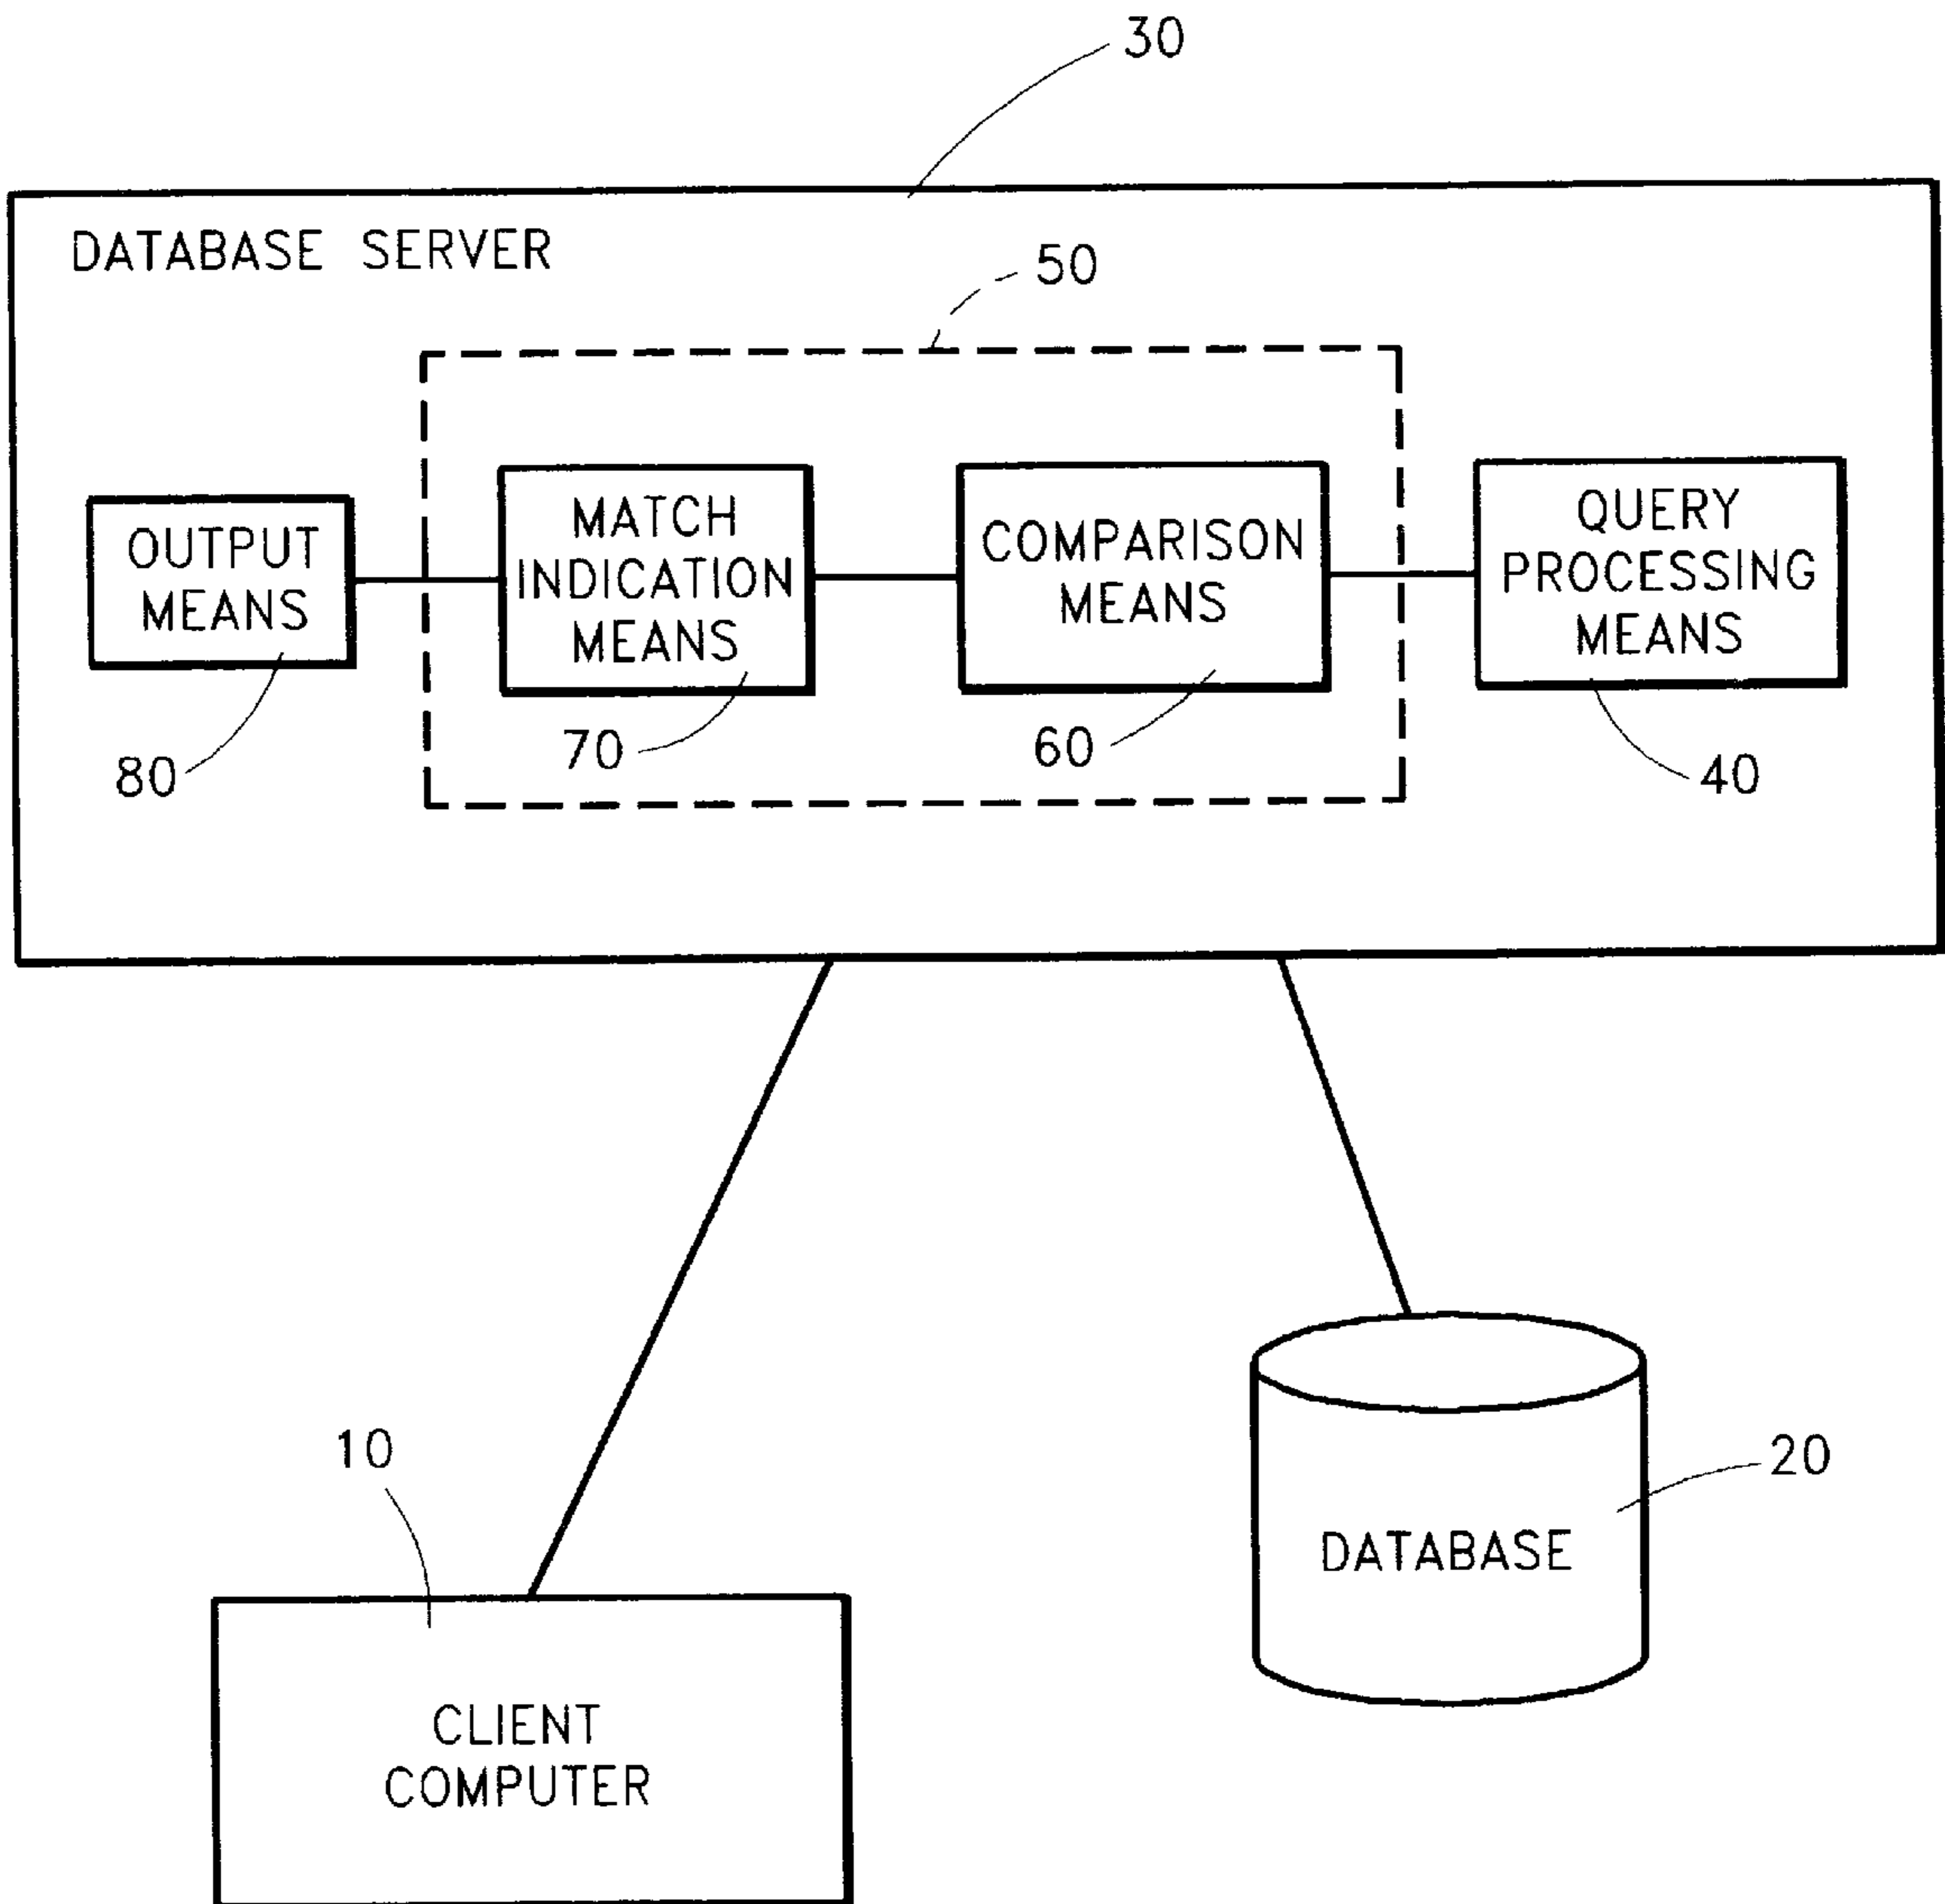 30
DATABASE SERVER
50
OUTPUT
MEANS
MATCH
INDICATION
MEANS
COMPARISON
MEANS
QUERY
PROCESSING
MEANS
80
70
60
40
10
20
DATABASE
CLIENT
COMPUTER